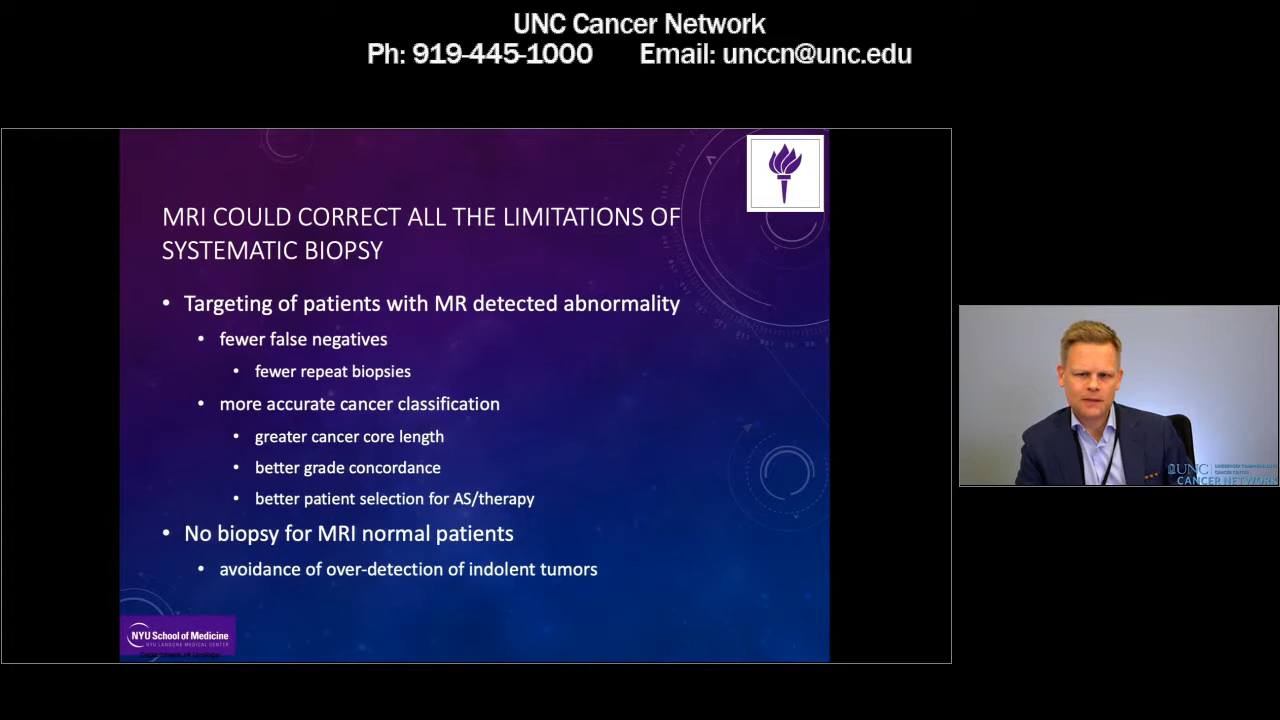 UNC Cancer Network
Ph: 919-445-1000 Email: unccn@unc.edu
MRI COULD CORRECT ALL THE LIMITATIONS OF
SYSTEMATIC BIOPSY
• Targeting of patients with MR detected abnormality
• fewer false negatives
• fewer repeat biopsies
• more accurate cancer classification
• greater cancer core length
• better grade concordance
• better patient selection for AS/therapy
• No biopsy for MRI normal patients
• avoidance of over-detection of indolent tumors
NYU School of Medicine
NYU LANGONE MEDICAL CENTER
Department of Urology
UNC
CANCER NETWORK